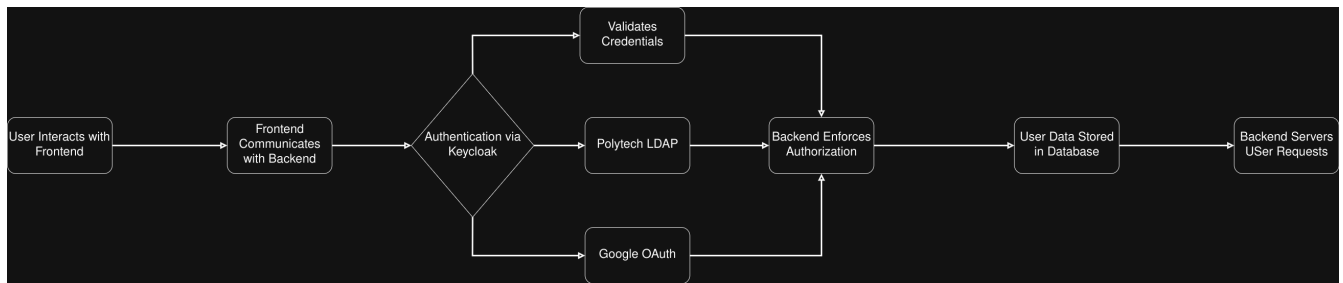 User Interacts with
Frontend
Frontend
Communicates
with Backend
Authentication via
Keycloak
Validates
Credentials
Polytech LDAP
Google OAuth
Backend Enforces
Authorization
User Data Stored
in Database
Backend Servers
USer Requests